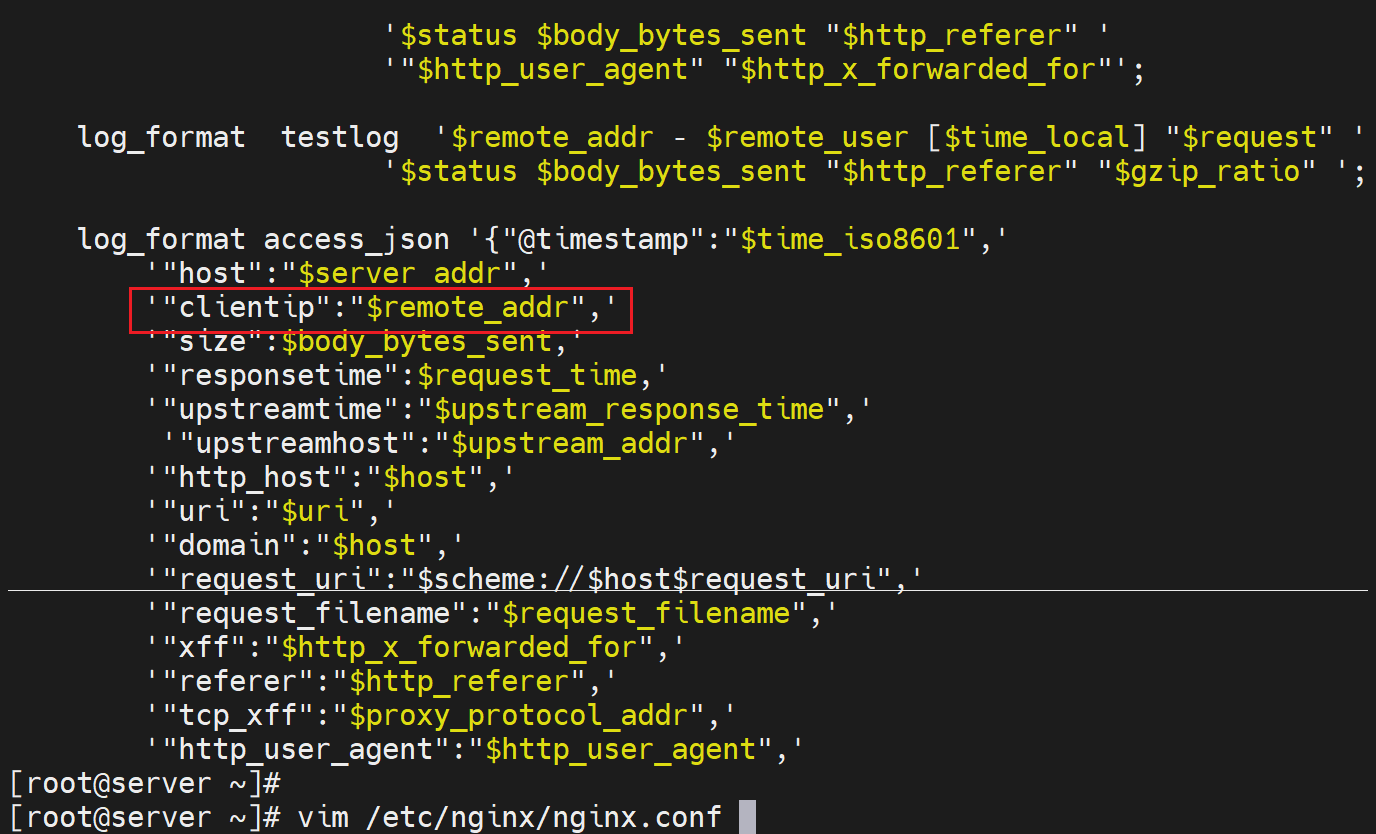 '$status $body_bytes_sent "$http_referer" '
'"$http_user_agent" "$http_x_forwarded_for"';
log_format  testlog  '$remote_addr - $remote_user [$time_local] "$request" '
'$status $body_bytes_sent "$http_referer" "$gzip_ratio" ';
log_format access_json '{"@timestamp":"$time_iso8601",'
'"host":"$server_addr",'
'"clientip":"$remote_addr",'
'"size":$body_bytes_sent,'
'"responsetime":$request_time,'
'"upstreamtime":"$upstream_response_time",'
'"upstreamhost":"$upstream_addr",'
'"http_host":"$host",'
'"uri":"$uri",'
'"domain":"$host",'
'"request_uri":"$scheme://$host$request_uri",'
'"request_filename":"$request_filename",'
'"xff":"$http_x_forwarded_for",'
'"referer":"$http_referer",'
'"tcp_xff":"$proxy_protocol_addr",'
'"http_user_agent":"$http_user_agent",'
[root@server ~]#
[root@server ~]# vim /etc/nginx/nginx.conf